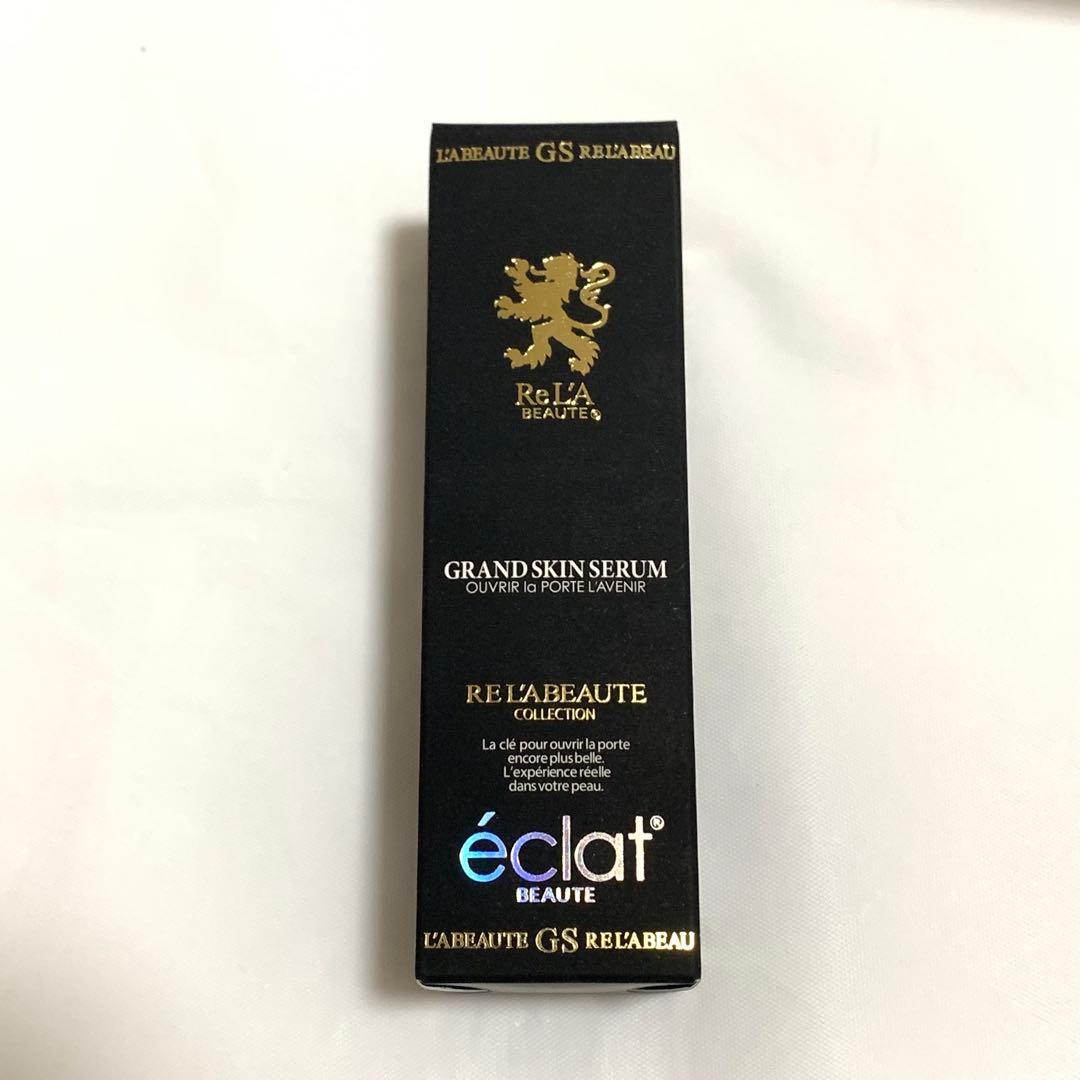 L'ABEAUTE GS REL'ABEAU
ReL'A
BEAUTE
GRAND SKIN SERUM
OUVRIR la PORTE L'AVENIR
RE L'ABEAUTE
COLLECTION
La clé pour ouvrir la porte
encore plus belle.
L'expérience réelle
dans votre peau.
éclat®
BEAUTE
L'ABEAUTE GS REL'ABEAU